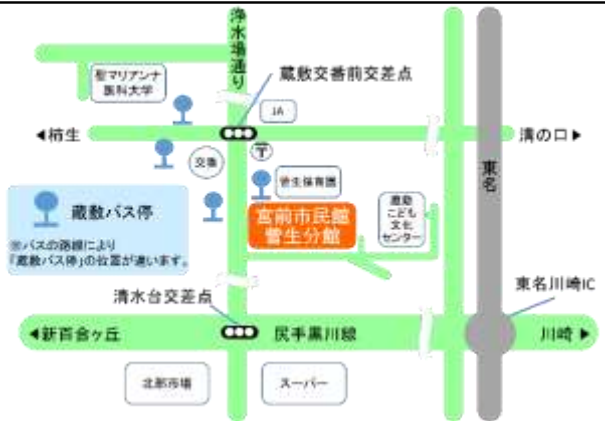 浄水場通り
聖マリアンナ
医科大学
蔵敷交番前交差点
JA
◀柿生
溝の口▶
〒
交番
菅生保育園
東名
蔵敷バス停
宮前市民館
菅生分館
蔵敷
こども
文化
センター
※バスの路線により
「蔵敷バス停」の位置が違います。
清水台交差点
東名川崎IC
◀新百合ヶ丘
尻手黒川線
川崎▶
北部市場
スーパー